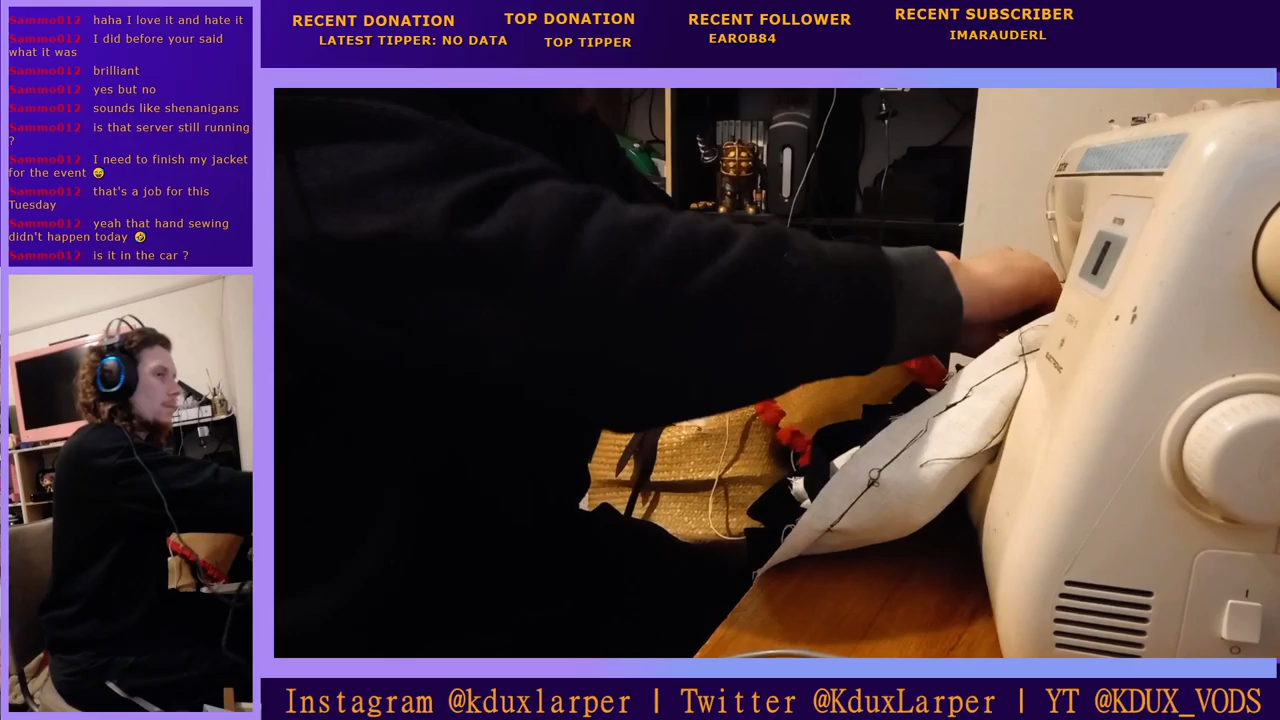 Sammo012 haha I love it and hate it
Sammo012 I did before your said
what it was
Sammo012 brilliant
Sammo012 yes but no
Sammo012 sounds like shenanigans
Sammo012 is that server still running
?
Sammo012 I need to finish my jacket
for the event 😅
Sammo012 that's a job for this
Tuesday
Sammo012 yeah that hand sewing
didn't happen today 🤣
Sammo012 is it in the car ?
RECENT DONATION
LATEST TIPPER: NO DATA
TOP DONATION
TOP TIPPER
RECENT FOLLOWER
EAROB84
RECENT SUBSCRIBER
IMARAUDERL
Instagram @kduxlarper | Twitter @KduxLarper | YT @KDUX_VODS